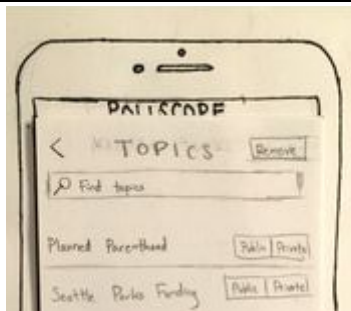 POLISCOPE
< TOPICS Remove
Find topics
Planned Parenthood Public Private
Seattle Parks Funding Public Private